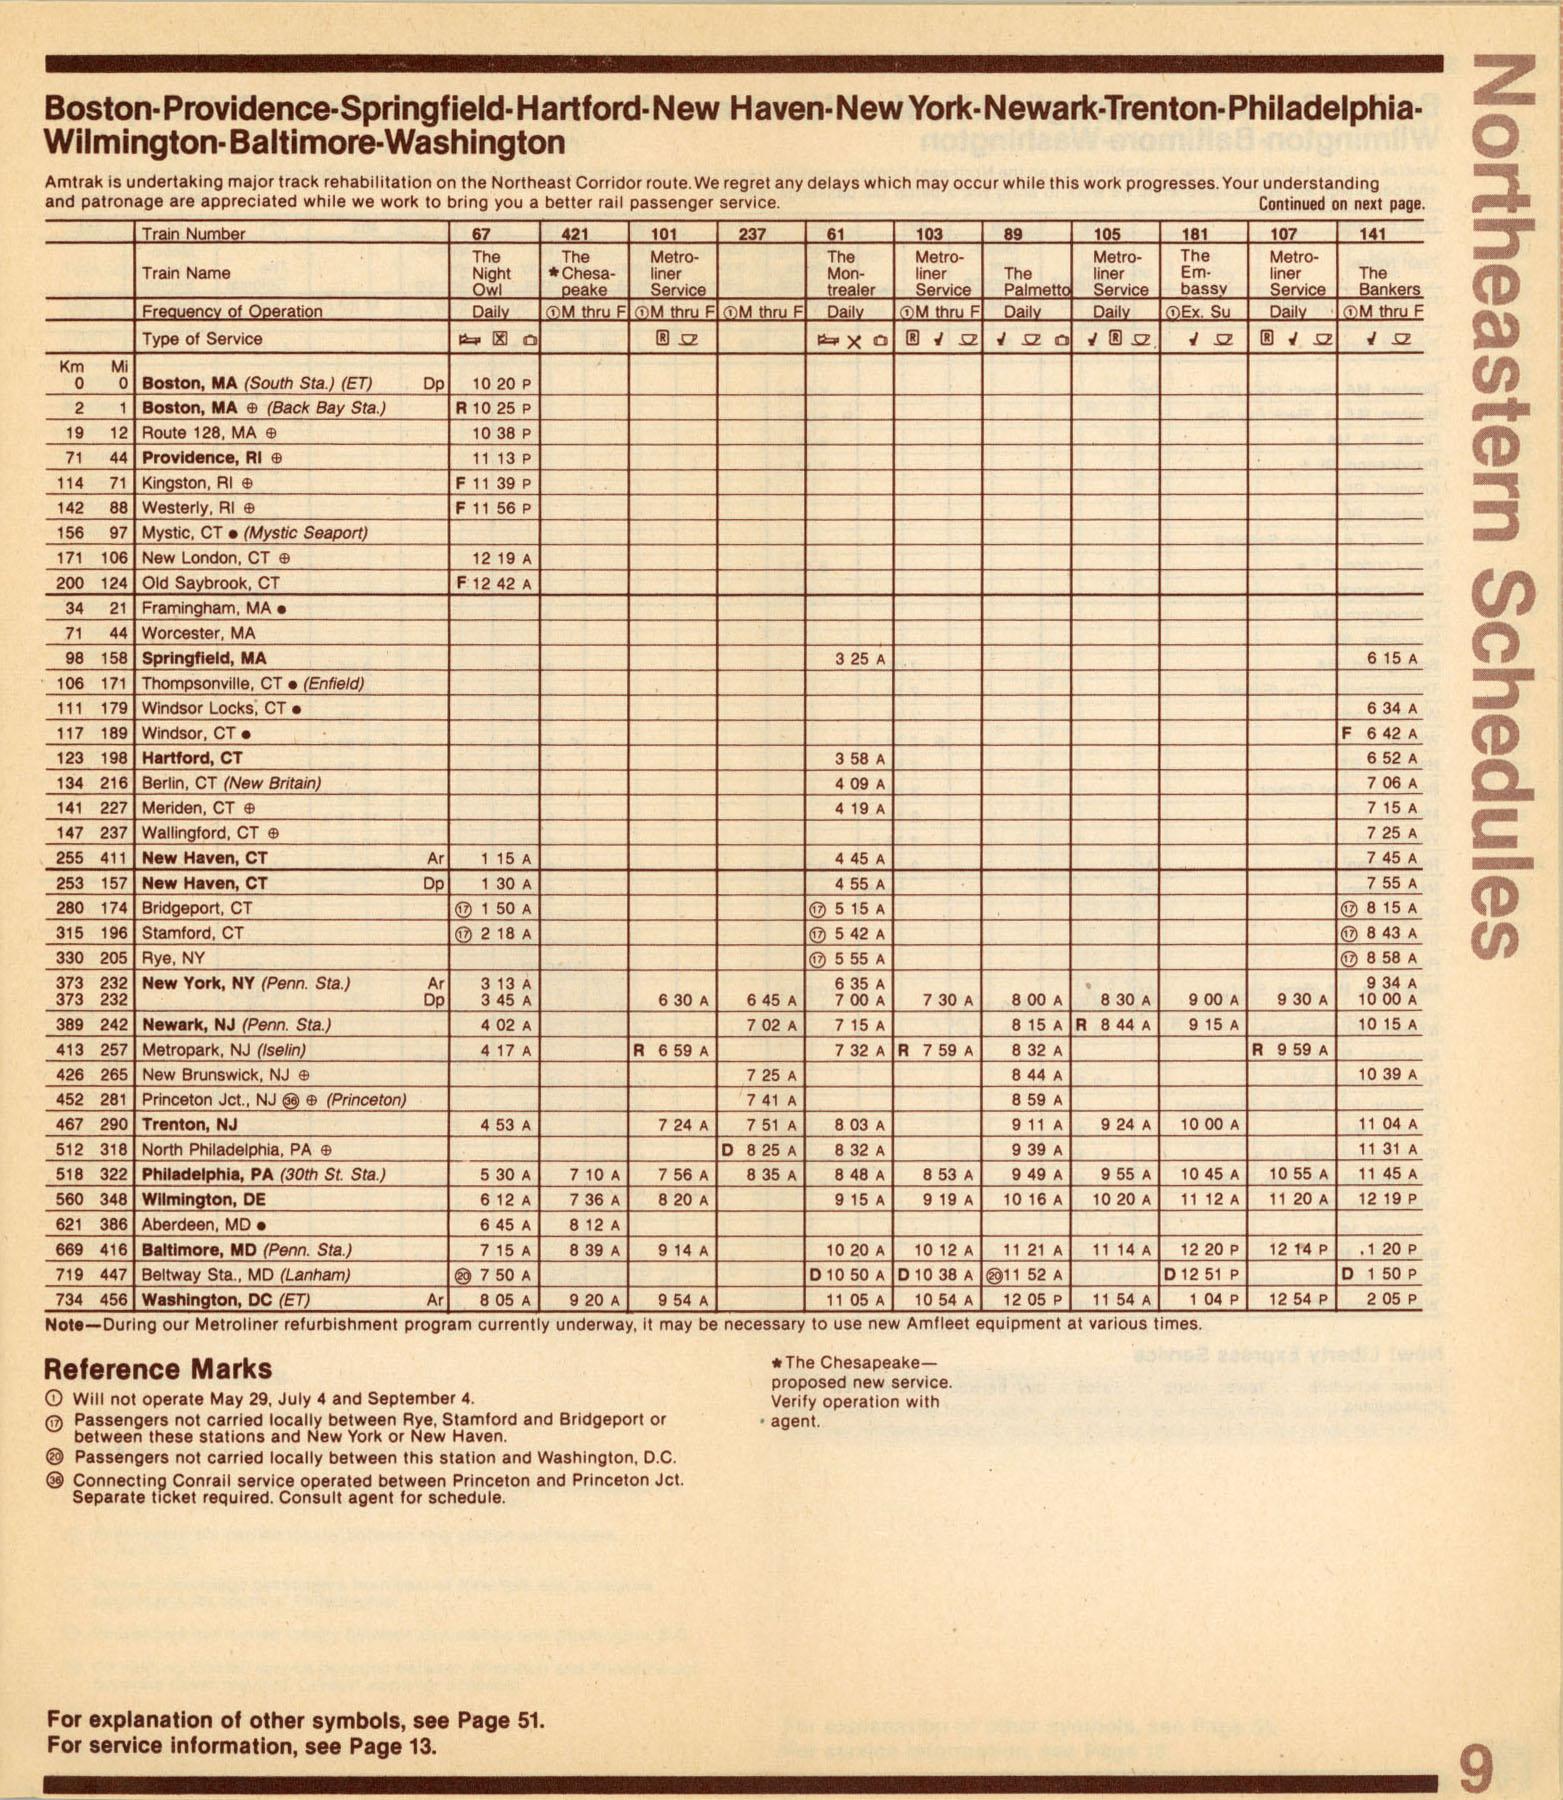 Northeastern Schedules
Boston-Providence-Springfield-Hartford-New Haven-New York-Newark-Trenton-Philadelphia-
Wilmington-Baltimore-Washington
Amtrak is undertaking major track rehabilitation on the Northeast Corridor route. We regret any delays which may occur while this work progresses. Your understanding
and patronage are appreciated while we work to bring you a better rail passenger service. Continued on next page.
Train Number 67 421 101 237 61 103 89 105 181 107 141
Train Name The Night Owl The ★Chesa-peake Metro-liner Service The Mon-trealer Metro-liner Service The Palmetto Metro-liner Service The Em-bassy Metro-liner Service The Bankers
Frequency of Operation Daily ①M thru F ①M thru F ①M thru F Daily ①M thru F Daily Daily ①Ex. Su Daily ①M thru F
Type of Service
Km Mi
0 0 Boston, MA (South Sta.) (ET) Dp 10 20 P
2 1 Boston, MA ⊕ (Back Bay Sta.) R 10 25 P
19 12 Route 128, MA ⊕ 10 38 P
71 44 Providence, RI ⊕ 11 13 P
114 71 Kingston, RI ⊕ F 11 39 P
142 88 Westerly, RI ⊕ F 11 56 P
156 97 Mystic, CT ● (Mystic Seaport)
171 106 New London, CT ⊕ 12 19 A
200 124 Old Saybrook, CT F 12 42 A
34 21 Framingham, MA ●
71 44 Worcester, MA
98 158 Springfield, MA 3 25 A 6 15 A
106 171 Thompsonville, CT ● (Enfield)
111 179 Windsor Locks, CT ● 6 34 A
117 189 Windsor, CT ● F 6 42 A
123 198 Hartford, CT 3 58 A 6 52 A
134 216 Berlin, CT (New Britain) 4 09 A 7 06 A
141 227 Meriden, CT ⊕ 4 19 A 7 15 A
147 237 Wallingford, CT ⊕ 7 25 A
255 411 New Haven, CT Ar 1 15 A 4 45 A 7 45 A
253 157 New Haven, CT Dp 1 30 A 4 55 A 7 55 A
280 174 Bridgeport, CT ⑰ 1 50 A ⑰ 5 15 A ⑰ 8 15 A
315 196 Stamford, CT ⑰ 2 18 A ⑰ 5 42 A ⑰ 8 43 A
330 205 Rye, NY ⑰ 5 55 A ⑰ 8 58 A
373 232 New York, NY (Penn. Sta.) Ar 3 13 A 6 35 A 9 34 A
373 232 Dp 3 45 A 6 30 A 6 45 A 7 00 A 7 30 A 8 00 A 8 30 A 9 00 A 9 30 A 10 00 A
389 242 Newark, NJ (Penn. Sta.) 4 02 A 7 02 A 7 15 A 8 15 A R 8 44 A 9 15 A 10 15 A
413 257 Metropark, NJ (Iselin) 4 17 A R 6 59 A 7 32 A R 7 59 A 8 32 A R 9 59 A
426 265 New Brunswick, NJ ⊕ 7 25 A 8 44 A 10 39 A
452 281 Princeton Jct., NJ ㊱ ⊕ (Princeton) 7 41 A 8 59 A
467 290 Trenton, NJ 4 53 A 7 24 A 7 51 A 8 03 A 9 11 A 9 24 A 10 00 A 11 04 A
512 318 North Philadelphia, PA ⊕ D 8 25 A 8 32 A 9 39 A 11 31 A
518 322 Philadelphia, PA (30th St. Sta.) 5 30 A 7 10 A 7 56 A 8 35 A 8 48 A 8 53 A 9 49 A 9 55 A 10 45 A 10 55 A 11 45 A
560 348 Wilmington, DE 6 12 A 7 36 A 8 20 A 9 15 A 9 19 A 10 16 A 10 20 A 11 12 A 11 20 A 12 19 P
621 386 Aberdeen, MD ● 6 45 A 8 12 A
669 416 Baltimore, MD (Penn. Sta.) 7 15 A 8 39 A 9 14 A 10 20 A 10 12 A 11 21 A 11 14 A 12 20 P 12 14 P 1 20 P
719 447 Beltway Sta., MD (Lanham) ⑳ 7 50 A D 10 50 A D 10 38 A ⑳11 52 A D 12 51 P D 1 50 P
734 456 Washington, DC (ET) Ar 8 05 A 9 20 A 9 54 A 11 05 A 10 54 A 12 05 P 11 54 A 1 04 P 12 54 P 2 05 P
Note—During our Metroliner refurbishment program currently underway, it may be necessary to use new Amfleet equipment at various times.
Reference Marks
① Will not operate May 29, July 4 and September 4.
⑰ Passengers not carried locally between Rye, Stamford and Bridgeport or
between these stations and New York or New Haven.
⑳ Passengers not carried locally between this station and Washington, D.C.
㊱ Connecting Conrail service operated between Princeton and Princeton Jct.
Separate ticket required. Consult agent for schedule.
★The Chesapeake—
proposed new service.
Verify operation with
agent.
For explanation of other symbols, see Page 51.
For service information, see Page 13.
9